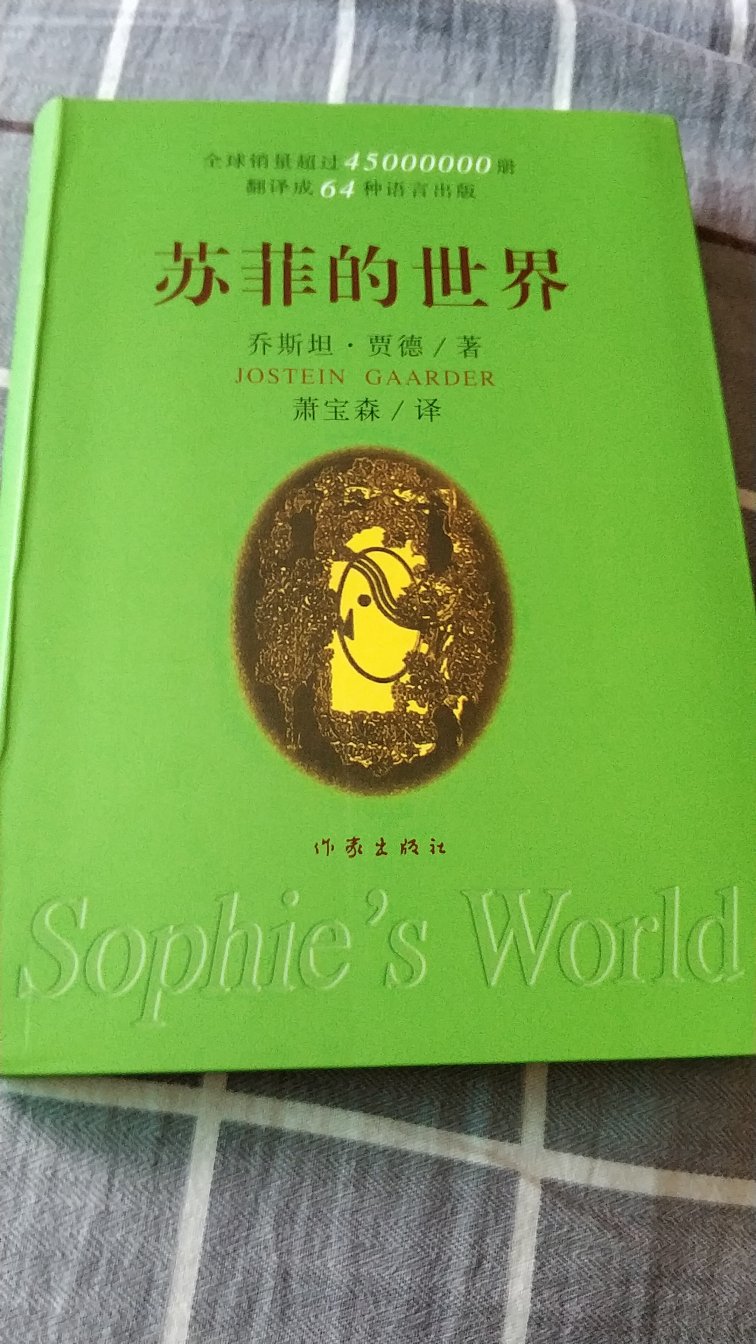 全球销量超过45000000册
翻译成64种语言出版
苏菲的世界
乔斯坦·贾德/著
JOSTEIN GAARDER
萧宝森/译
作家出版社
Sophie's World